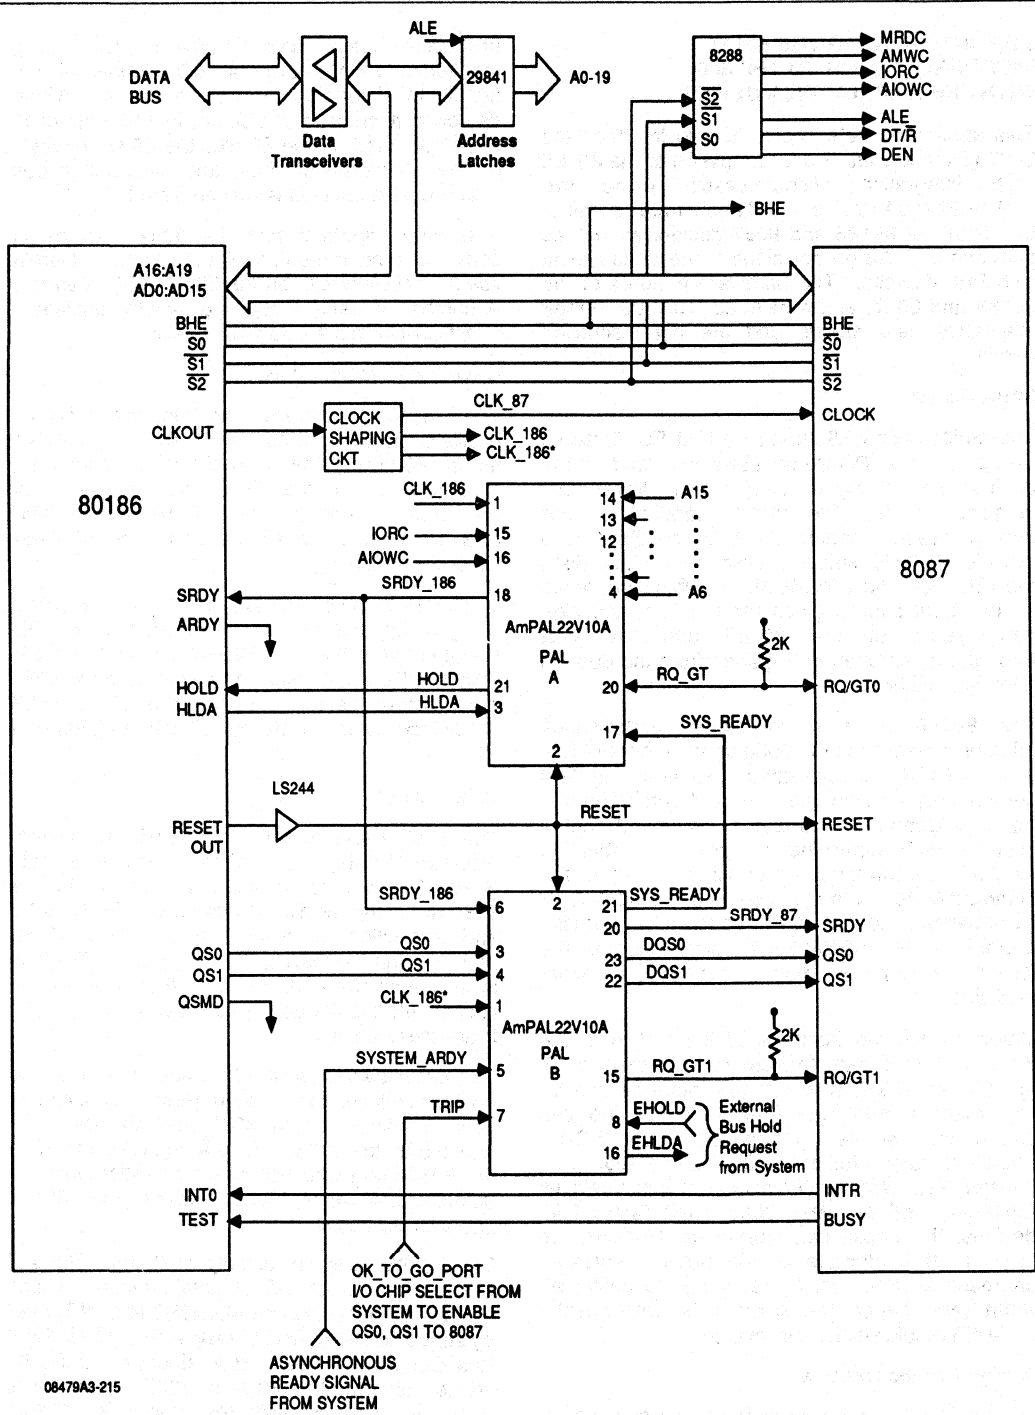 ALE
DATA
BUS
29841
A0-19
Data
Transceivers
Address
Latches
8288
S2
S1
S0
MRDC
AMWC
IORC
AIOWC
ALE
DT/R
DEN
BHE
A16:A19
AD0:AD15
BHE
S0
S1
S2
BHE
S0
S1
S2
CLKOUT
CLOCK
SHAPING
CKT
CLK_87
CLK_186
CLK_186*
CLOCK
80186
8087
CLK_186
1
IORC
15
AIOWC
16
SRDY
SRDY_186
18
ARDY
14
A15
13
12
4
A6
AmPAL22V10A
PAL
A
2K
HOLD
HOLD
21
HLDA
HLDA
3
20
RQ_GT
RQ/GT0
17
SYS_READY
2
LS244
RESET
OUT
RESET
RESET
SRDY_186
6
2
21
SYS_READY
20
SRDY_87
SRDY
QS0
QS0
3
23
DQS0
QS0
QS1
QS1
4
22
DQS1
QS1
QSMD
CLK_186*
1
AmPAL22V10A
PAL
B
2K
SYSTEM_ARDY
5
15
RQ_GT1
RQ/GT1
TRIP
7
8
EHOLD
16
EHLDA
External
Bus Hold
Request
from System
INT0
INTR
TEST
BUSY
OK_TO_GO_PORT
I/O CHIP SELECT FROM
SYSTEM TO ENABLE
QS0, QS1 TO 8087
ASYNCHRONOUS
READY SIGNAL
FROM SYSTEM
08479A3-215